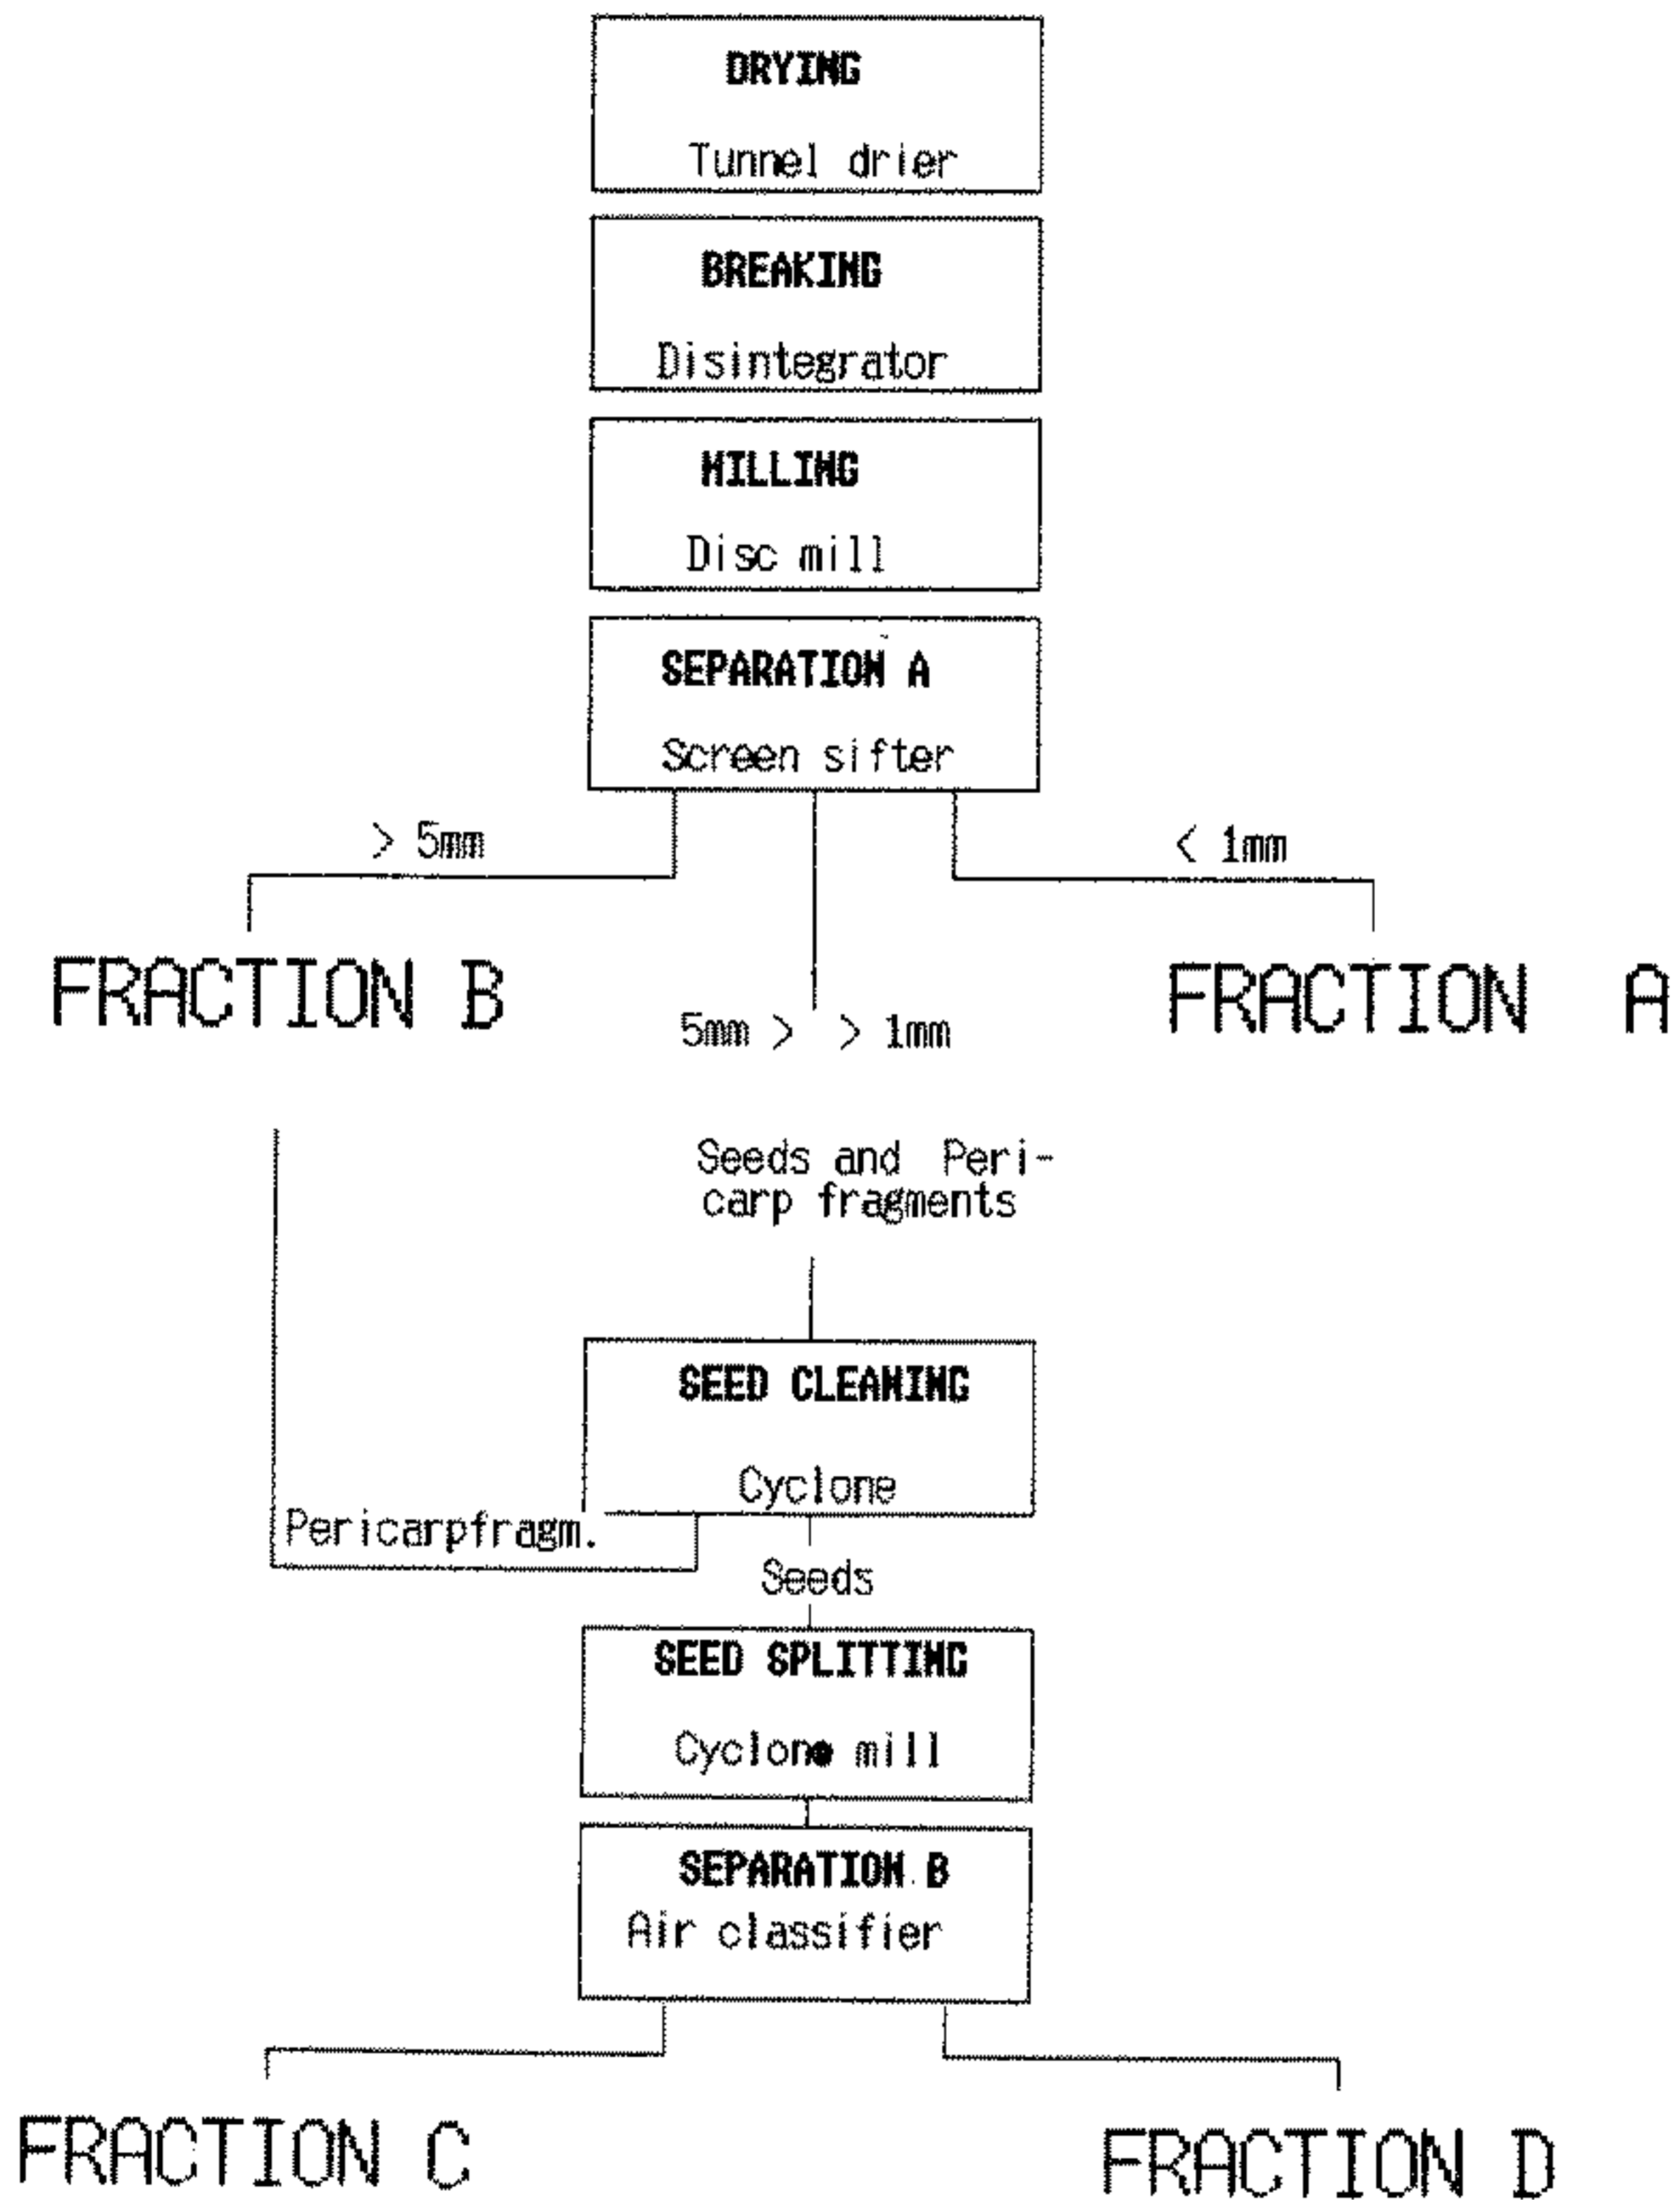 DRYING
Tunnel drier
BREAKING
Disintegrator
MILLING
Disc mill
SEPARATION A
Screen sifter
> 5mm
< 1mm
FRACTION B
FRACTION A
5mm > > 1mm
Seeds and Peri-
carp fragments
SEED CLEANING
Cyclone
Pericarpfragm.
Seeds
SEED SPLITTING
Cyclone mill
SEPARATION B
Air classifier
FRACTION C
FRACTION D